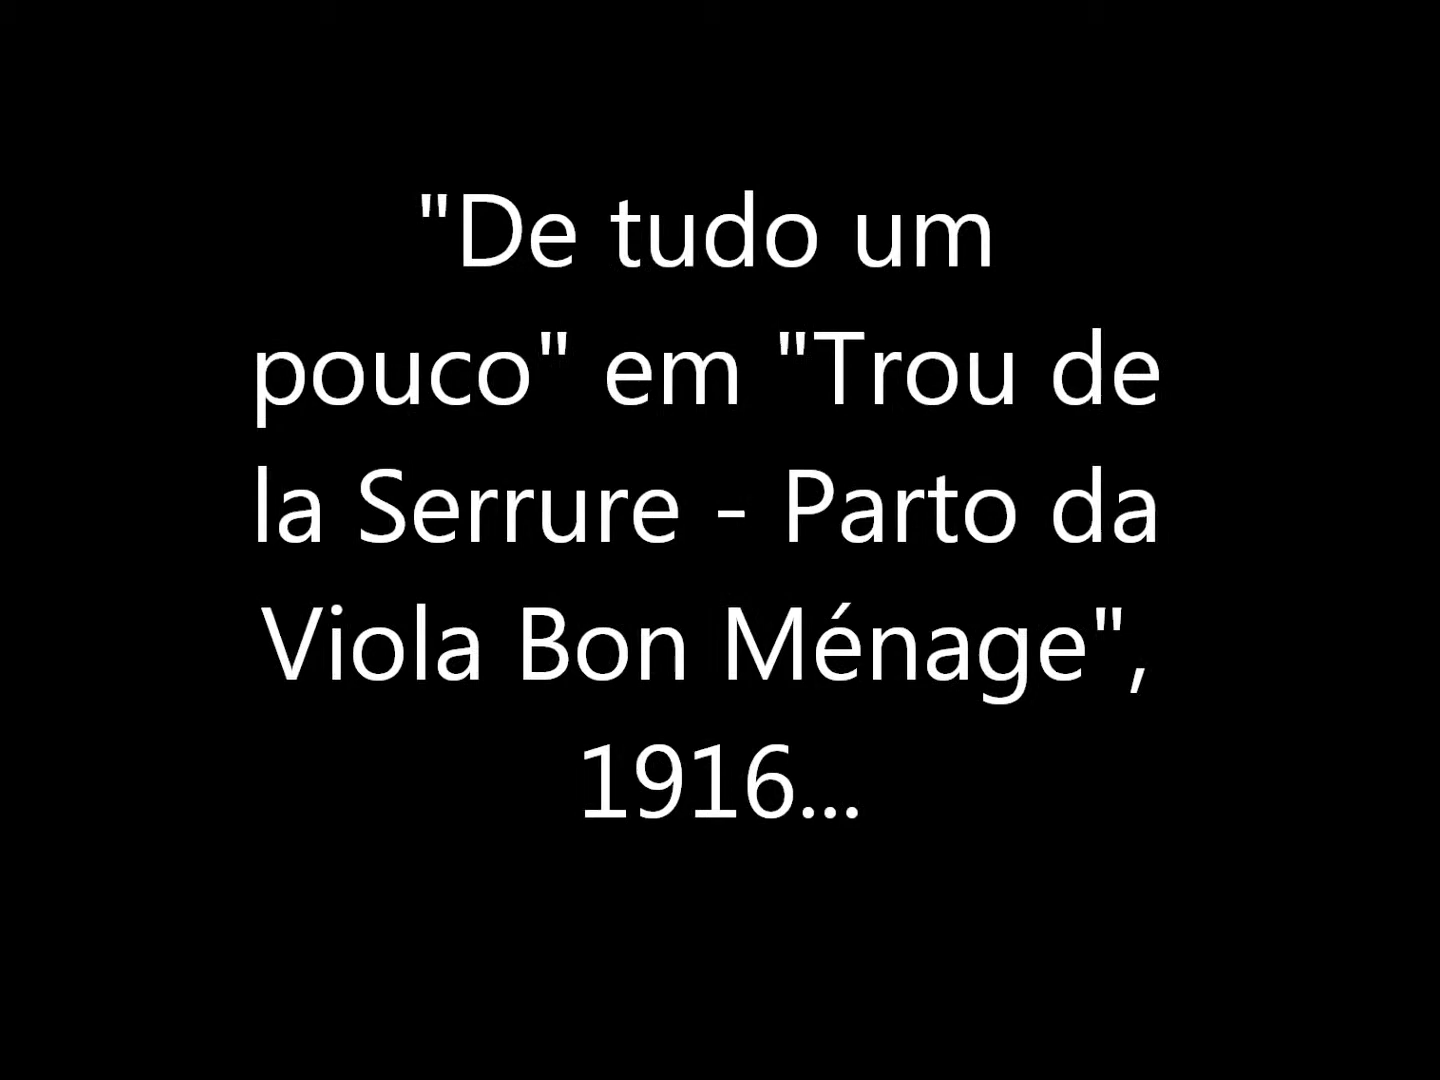 "De tudo um
pouco" em "Trou de
la Serrure - Parto da
Viola Bon Ménage",
1916...